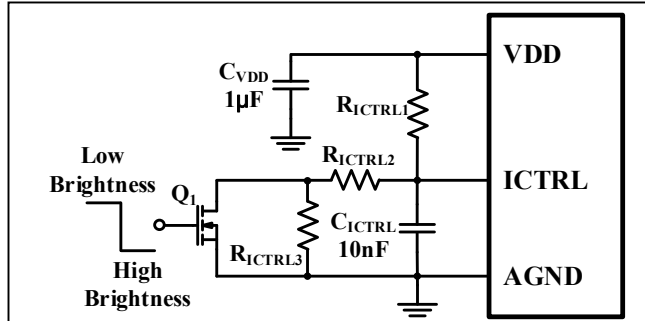 VDD
CVDD
1µF
RICTRL1
Low
Brightness
Q1
RICTRL2
ICTRL
RICTRL3
CICTRL
10nF
High
Brightness
AGND